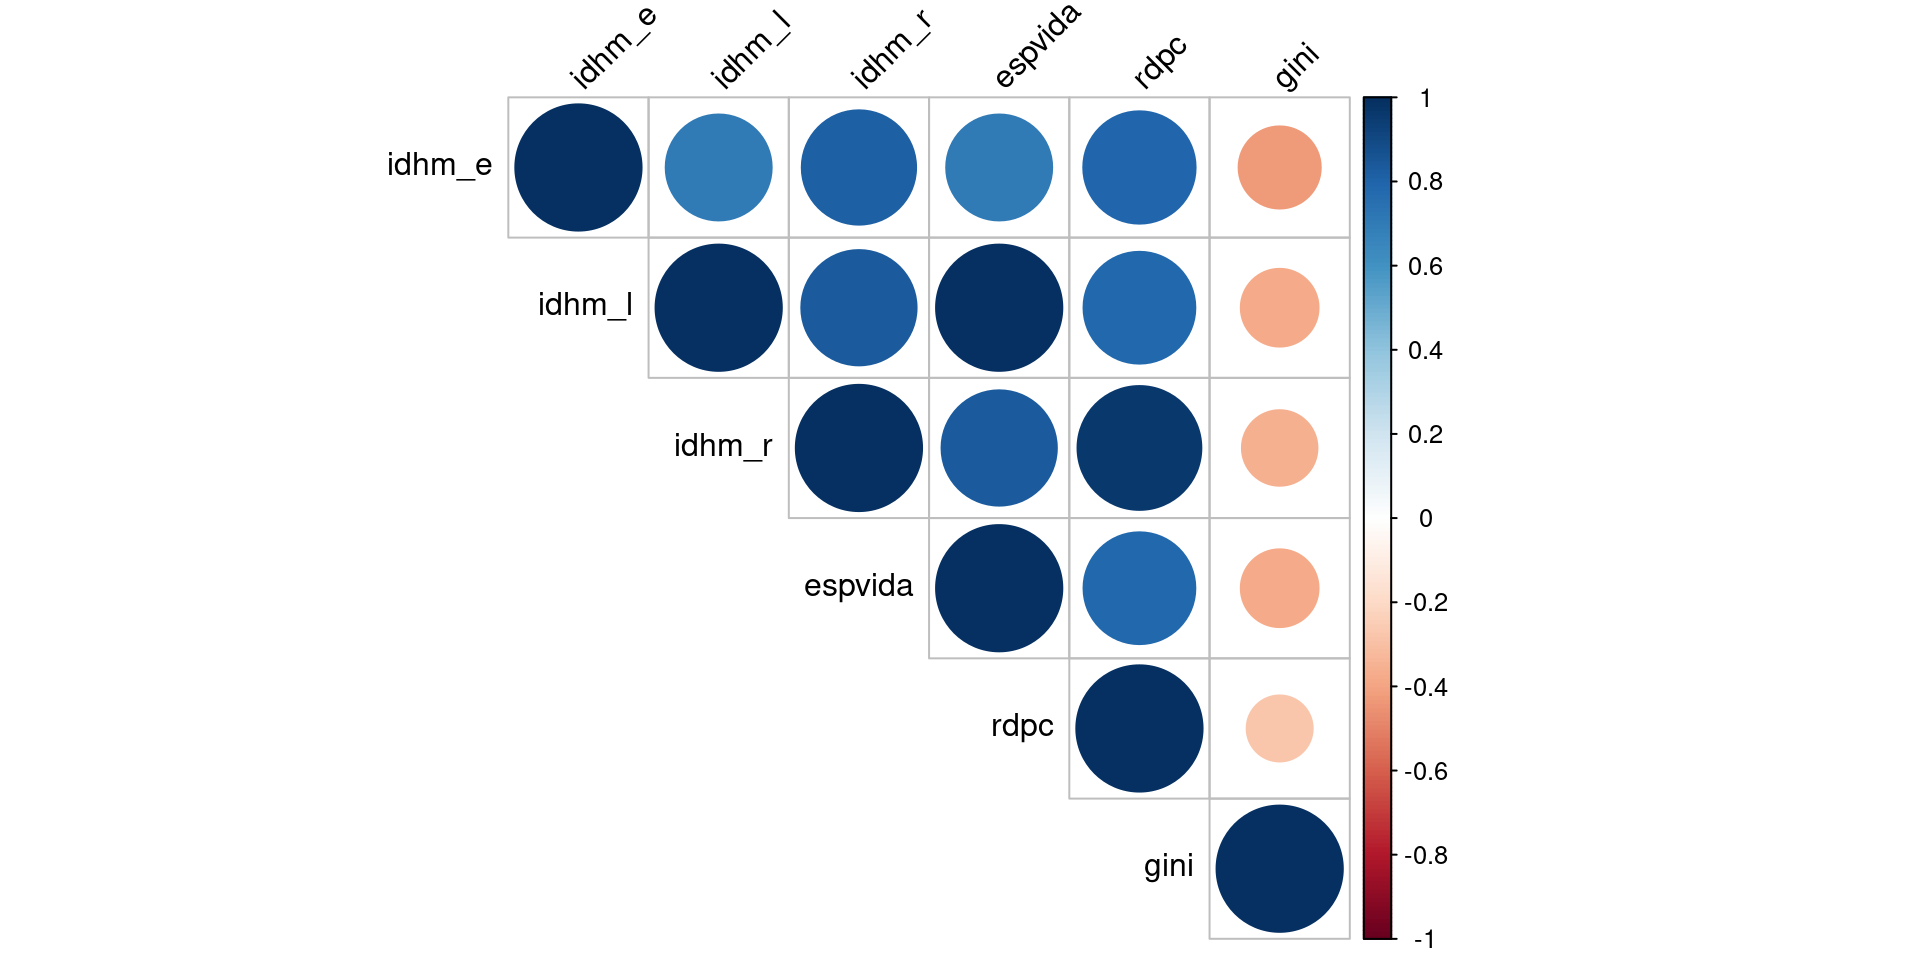 idhm_e
idhm_l
idhm_r
espvida
rdpc
gini
idhm_e
idhm_l
idhm_r
espvida
rdpc
gini
1
0.8
0.6
0.4
0.2
0
-0.2
-0.4
-0.6
-0.8
-1